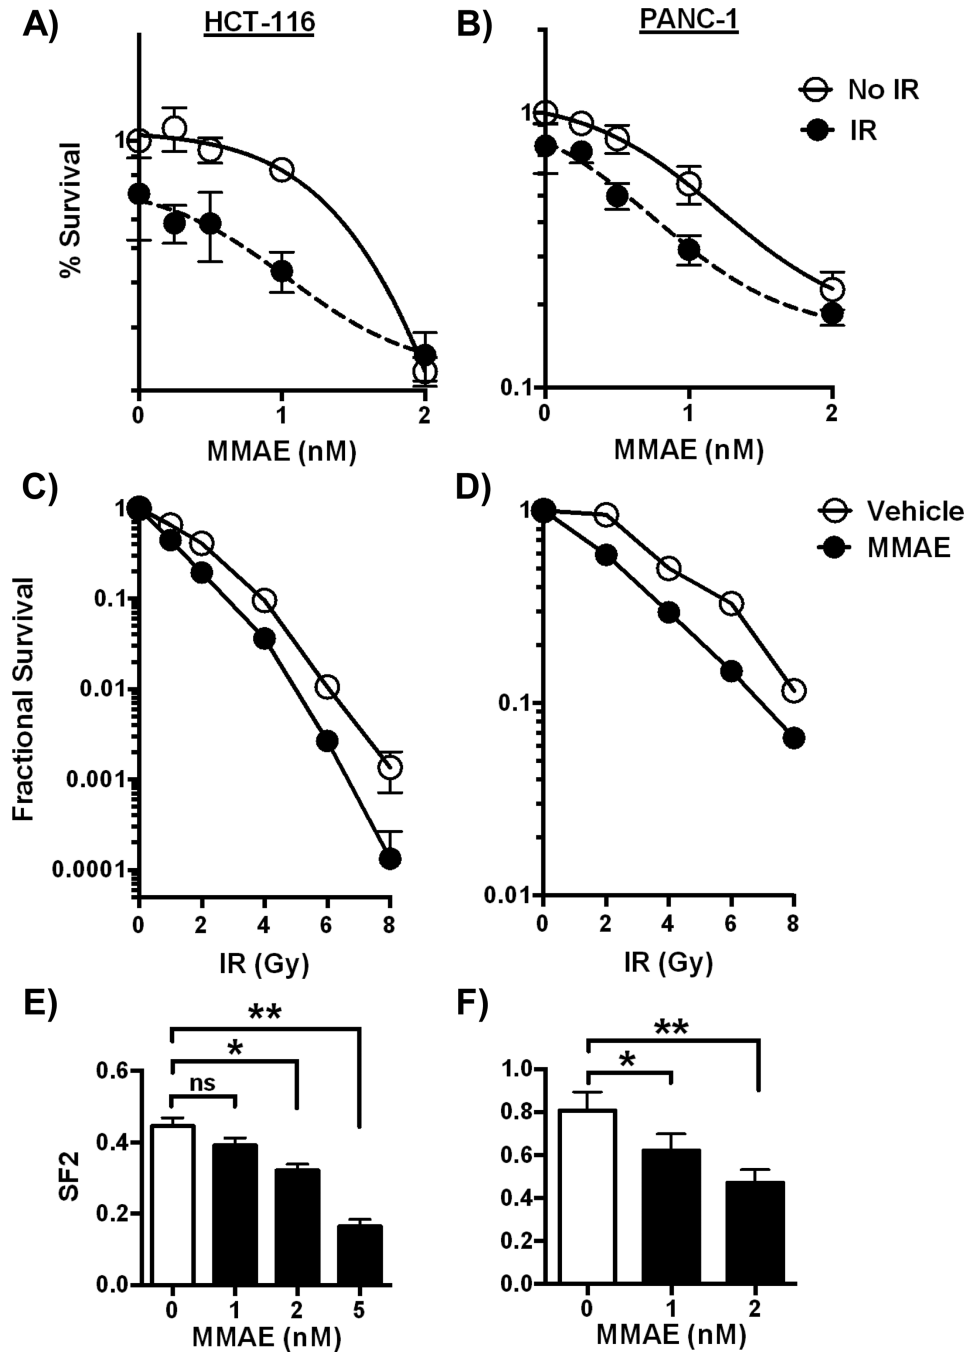 A) HCT-116
% Survival
1
0 1 2
MMAE (nM)
B) PANC-1
1
0.1
0 1 2
MMAE (nM)
No IR
IR
C)
Fractional Survival
1
0.1
0.01
0.001
0.0001
0 2 4 6 8
IR (Gy)
D)
1
0.1
0.01
0 2 4 6 8
IR (Gy)
Vehicle
MMAE
E)
SF2
**
*
ns
0.6
0.4
0.2
0.0
0 1 2 5
MMAE (nM)
F)
**
*
1.0
0.8
0.6
0.4
0.2
0.0
0 1 2
MMAE (nM)